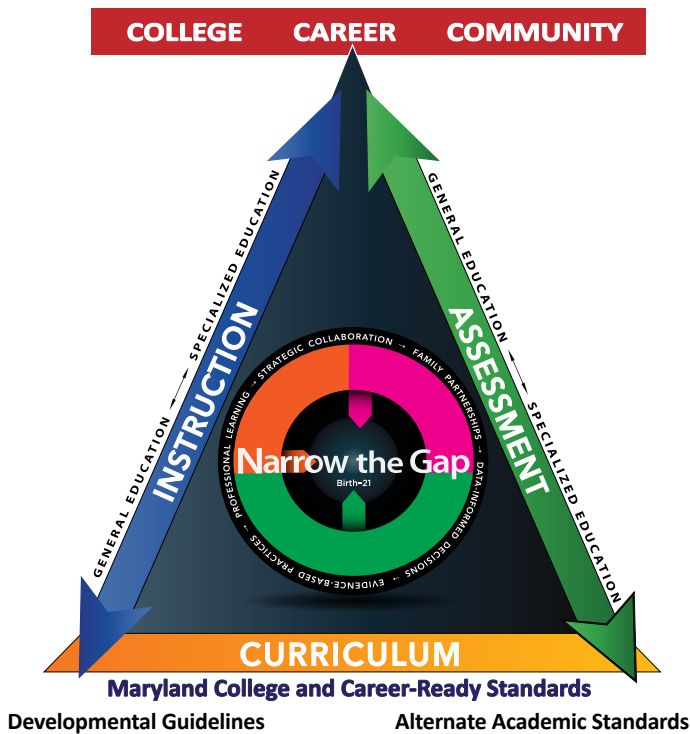 COLLEGE CAREER COMMUNITY
GENERAL EDUCATION ←→ SPECIALIZED EDUCATION
INSTRUCTION
GENERAL EDUCATION ←→ SPECIALIZED EDUCATION
ASSESSMENT
STRATEGIC COLLABORATION → FAMILY PARTNERSHIPS → DATA-INFORMED DECISIONS → EVIDENCE-BASED PRACTICES → PROFESSIONAL LEARNING →
Narrow the Gap
Birth-21
CURRICULUM
Maryland College and Career-Ready Standards
Developmental Guidelines
Alternate Academic Standards